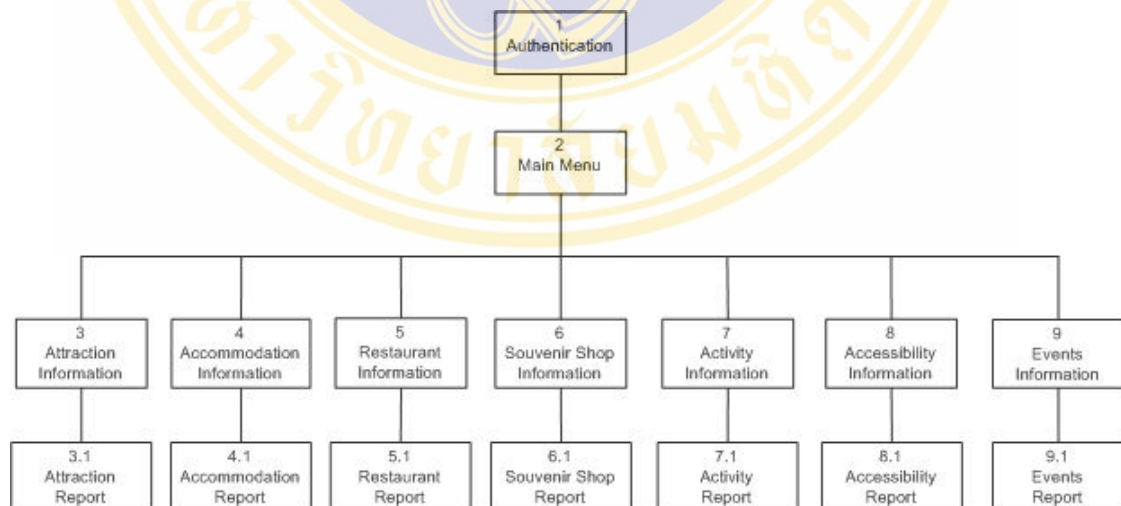 1
Authentication
2
Main Menu
3
Attraction
Information
4
Accommodation
Information
5
Restaurant
Information
6
Souvenir Shop
Information
7
Activity
Information
8
Accessibility
Information
9
Events
Information
3.1
Attraction
Report
4.1
Accommodation
Report
5.1
Restaurant
Report
6.1
Souvenir Shop
Report
7.1
Activity
Report
8.1
Accessibility
Report
9.1
Events
Report